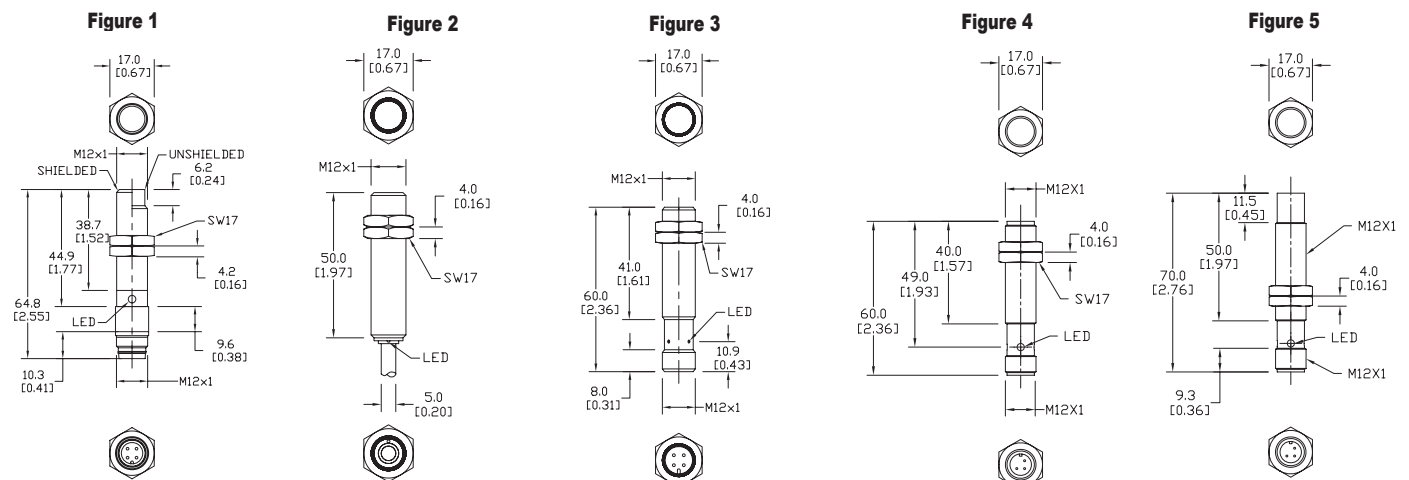 Figure 1
17.0
[0.67]
M12x1
UNSHIELDED
SHIELDED
6.2
[0.24]
SW17
38.7
[1.52]
44.9
[1.77]
4.2
[0.16]
64.8
[2.55]
LED
9.6
[0.38]
10.3
[0.41]
M12x1
Figure 2
17.0
[0.67]
M12x1
4.0
[0.16]
50.0
[1.97]
SW17
LED
5.0
[0.20]
Figure 3
17.0
[0.67]
M12x1
4.0
[0.16]
41.0
[1.61]
SW17
60.0
[2.36]
LED
10.9
[0.43]
8.0
[0.31]
M12x1
Figure 4
17.0
[0.67]
M12X1
4.0
[0.16]
40.0
[1.57]
49.0
[1.93]
SW17
60.0
[2.36]
LED
M12X1
Figure 5
17.0
[0.67]
11.5
[0.45]
M12X1
50.0
[1.97]
4.0
[0.16]
70.0
[2.76]
LED
M12X1
9.3
[0.36]